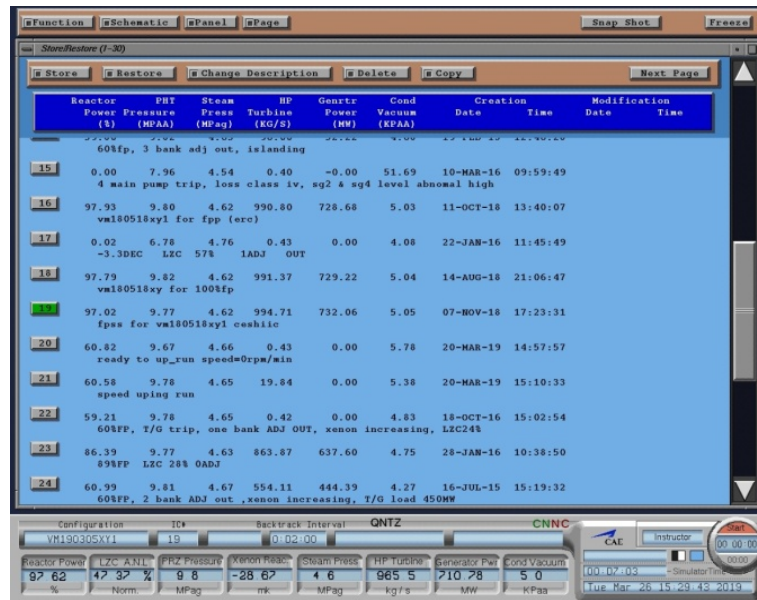 Function Schematic Panel Page Snap Shot Freeze
Store/Restore (1-30)
Store Restore Change Description Delete Copy Next Page
Reactor PHT Steam HP Genrtr Cond Creation Modification
Power Pressure Press Turbine Power Vacuum Date Time Date Time
(%) (MPAA) (MPag) (KG/S) (MW) (KPAA)
60%fp, 3 bank adj out, islanding
15 0.00 7.96 4.54 0.40 -0.00 51.69 10-MAR-16 09:59:49
4 main pump trip, loss class iv, sg2 & sg4 level abnomal high
16 97.93 9.80 4.62 990.80 728.68 5.03 11-OCT-18 13:40:07
vm180518xy1 for fpp (erc)
17 0.02 6.78 4.76 0.43 0.00 4.08 22-JAN-16 11:45:49
-3.3DEC LZC 57% 1ADJ OUT
18 97.79 9.82 4.62 991.37 729.22 5.04 14-AUG-18 21:06:47
vm180518xy for 100%fp
19 97.02 9.77 4.62 994.71 732.06 5.05 07-NOV-18 17:23:31
fpss for vm180518xy1 ceshiic
20 60.82 9.67 4.66 0.43 0.00 5.78 20-MAR-19 14:57:57
ready to up_run speed=0rpm/min
21 60.58 9.78 4.65 19.84 0.00 5.38 20-MAR-19 15:10:33
speed uping run
22 59.21 9.78 4.65 0.42 0.00 4.83 18-OCT-16 15:02:54
60%FP, T/G trip, one bank ADJ OUT, xenon increasing, LZC24%
23 86.39 9.77 4.63 863.87 637.60 4.75 28-JAN-16 10:38:50
89%FP LZC 28% 0ADJ
24 60.99 9.81 4.67 554.11 444.39 4.27 16-JUL-15 15:19:32
60%FP, 2 bank ADJ out ,xenon increasing, T/G load 450MW
Configuration IC# Backtrack Interval QNTZ CNNC
VM190305XY1 19 0:02:00
CAE Instructor Start 00:00:00
00:00
Reactor Power LZC A.N.L. PRZ Pressure Xenon Reac. Steam Press HP Turbine Generator Pwr Cond Vacuum
97 62 47 37 % 9 8 -28 67 4 6 965 5 710 78 5 0
% Norm. MPag mk MPag kg / s MW KPaa
00:07:03 - SimulatorTime
Tue Mar 26 15:29:43 2019